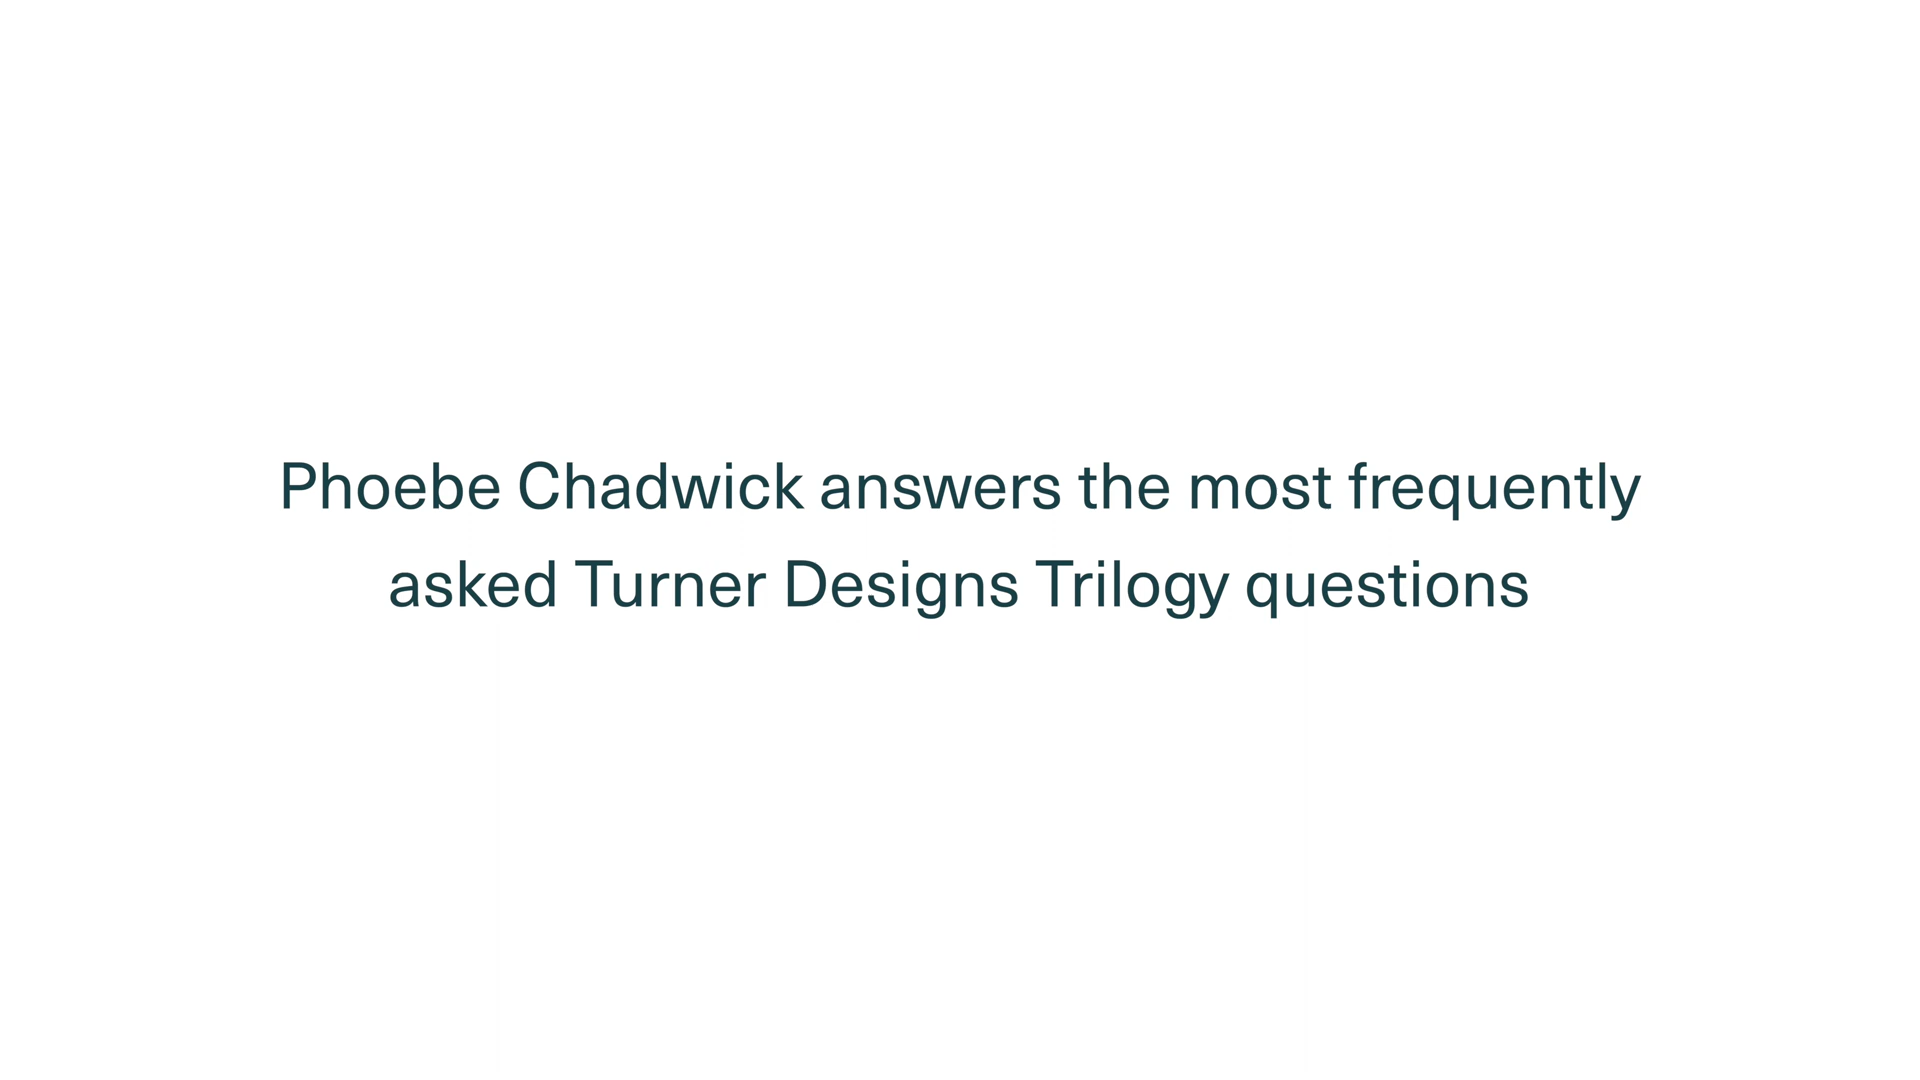 Phoebe Chadwick answers the most frequently
asked Turner Designs Trilogy questions